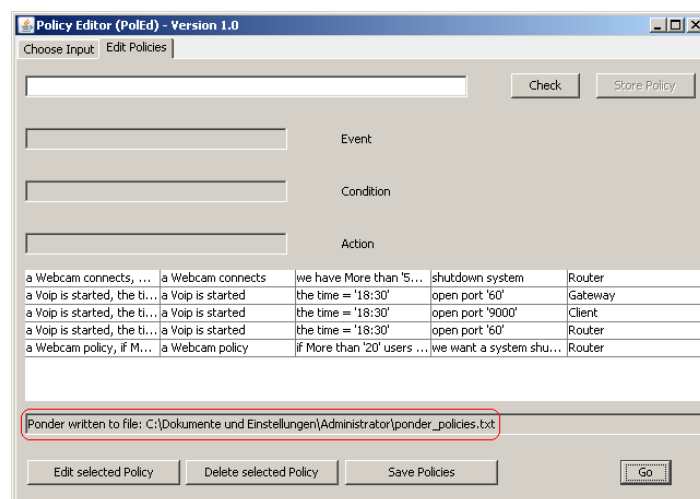 Policy Editor (PolEd) - Version 1.0
Choose Input Edit Policies
Check Store Policy
Event
Condition
Action
a Webcam connects, ... a Webcam connects we have More than '5... shutdown system Router
a Voip is started, the ti... a Voip is started the time = '18:30' open port '60' Gateway
a Voip is started, the ti... a Voip is started the time = '18:30' open port '9000' Client
a Voip is started, the ti... a Voip is started the time = '18:30' open port '60' Router
a Webcam policy, if M... a Webcam policy if More than '20' users ... we want a system shu... Router
Ponder written to file: C:\Dokumente und Einstellungen\Administrator\ponder_policies.txt
Edit selected Policy Delete selected Policy Save Policies Go